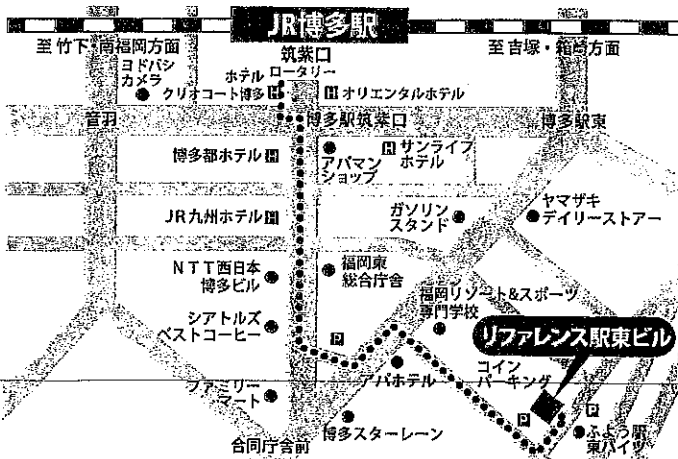 JR博多駅
至 竹下・南福岡方面
筑紫口
至 吉塚・箱崎方面
ヨドバシ
カメラ
ホテル
クリオコート博多 H
ロータリー
H オリエンタルホテル
音羽
博多駅筑紫口
博多駅東
博多都ホテル H
アパマン
ショップ
H サンライフ
ホテル
JR九州ホテル H
ガソリン
スタンド
ヤマザキ
デイリーストアー
NTT西日本
博多ビル
福岡東
総合庁舎
福岡リゾート&スポーツ
専門学校
シアトルズ
ベストコーヒー
P
リファレンス駅東ビル
アパホテル
コイン
パーキング
ファミリー
マート
P
P
博多スターレーン
合同庁舎前
東ハイツ